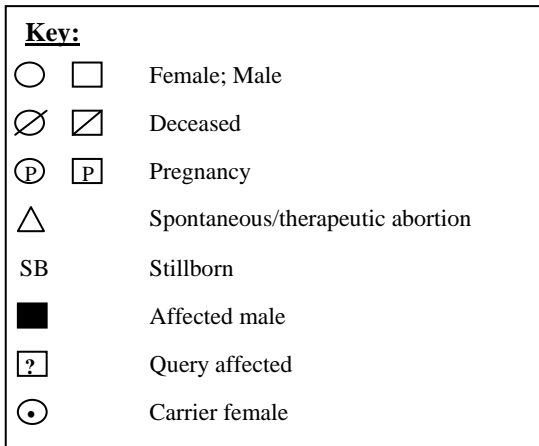 Key:
Female; Male
Deceased
P P Pregnancy
Spontaneous/therapeutic abortion
SB Stillborn
Affected male
? Query affected
Carrier female